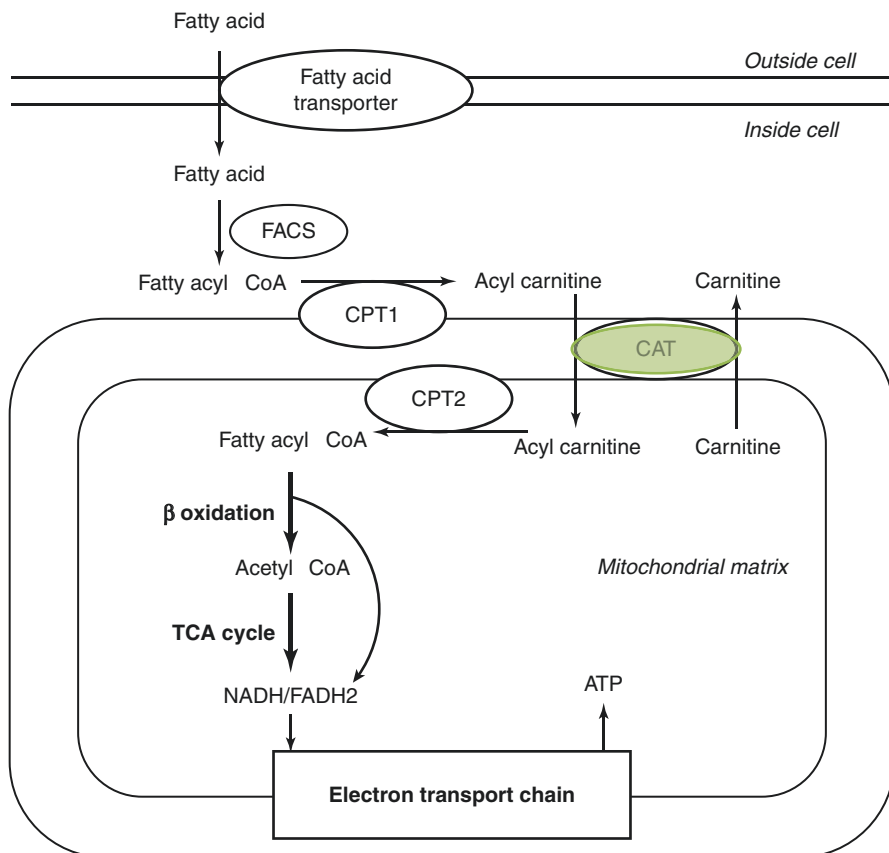 Fatty acid
Outside cell
Fatty acid
transporter
Inside cell
Fatty acid
FACS
Fatty acyl CoA
Acyl carnitine
Carnitine
CPT1
CAT
CPT2
Fatty acyl CoA
Acyl carnitine
Carnitine
β oxidation
Acetyl CoA
Mitochondrial matrix
TCA cycle
NADH/FADH2
ATP
Electron transport chain